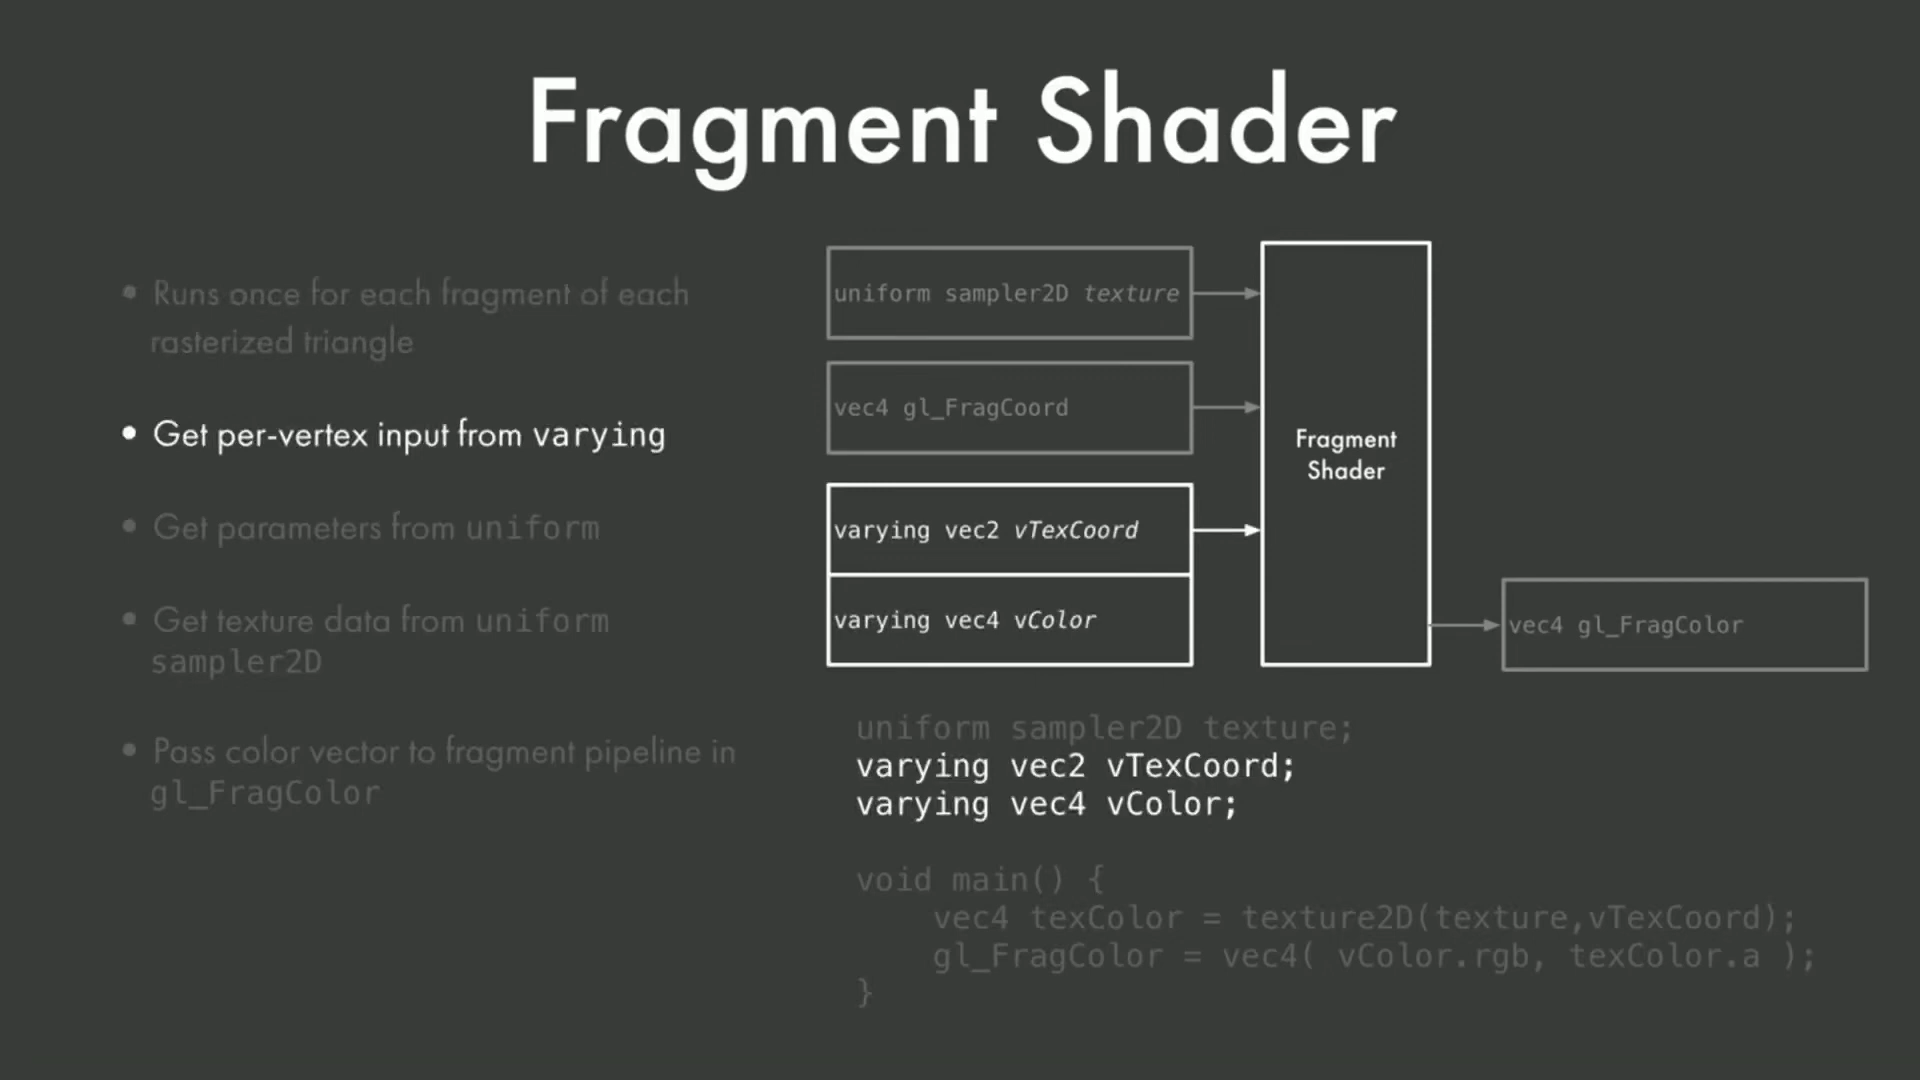 Fragment Shader
• Runs once for each fragment of each
rasterized triangle
• Get per-vertex input from varying
• Get parameters from uniform
• Get texture data from uniform
sampler2D
• Pass color vector to fragment pipeline in
gl_FragColor
uniform sampler2D texture
vec4 gl_FragCoord
varying vec2 vTexCoord
varying vec4 vColor
Fragment
Shader
vec4 gl_FragColor
uniform sampler2D texture;
varying vec2 vTexCoord;
varying vec4 vColor;
void main() {
    vec4 texColor = texture2D(texture,vTexCoord);
    gl_FragColor = vec4( vColor.rgb, texColor.a );
}